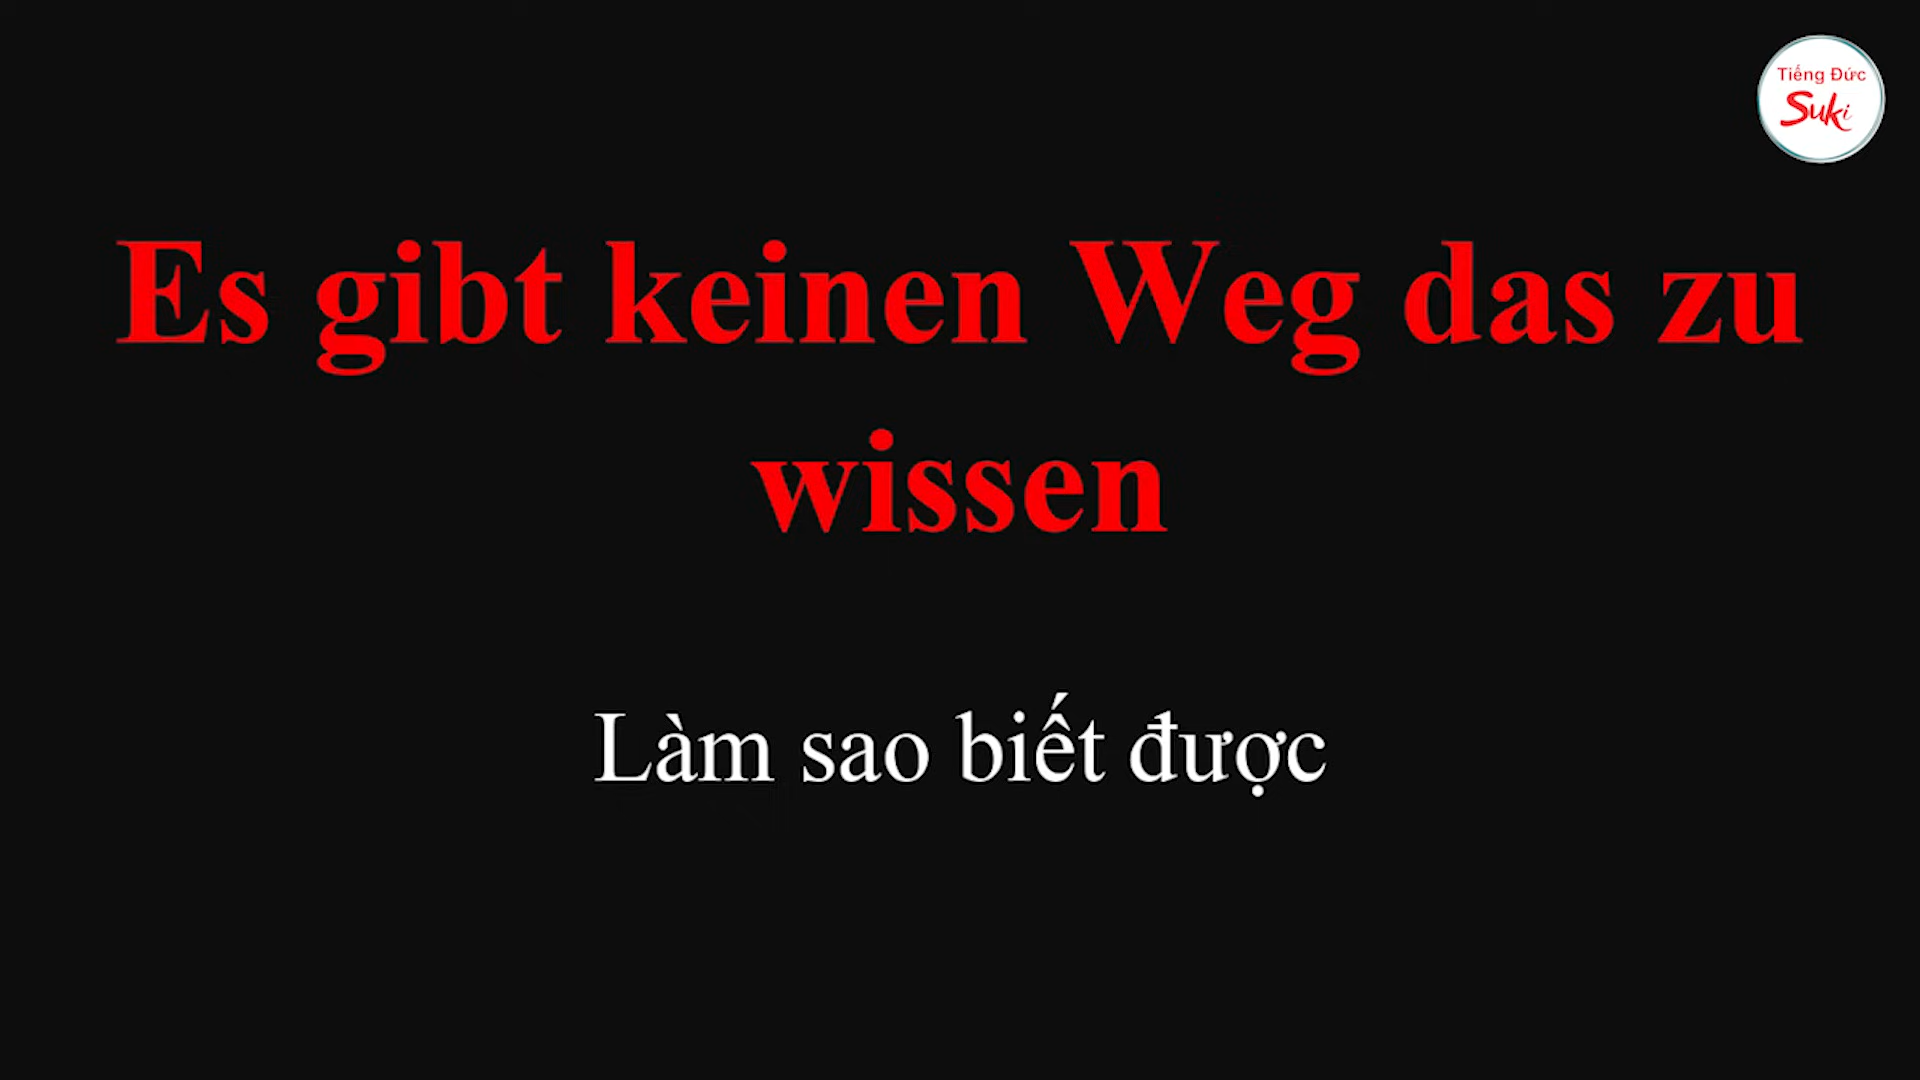 Tiếng Đức
Suki
Es gibt keinen Weg das zu
wissen
Làm sao biết được